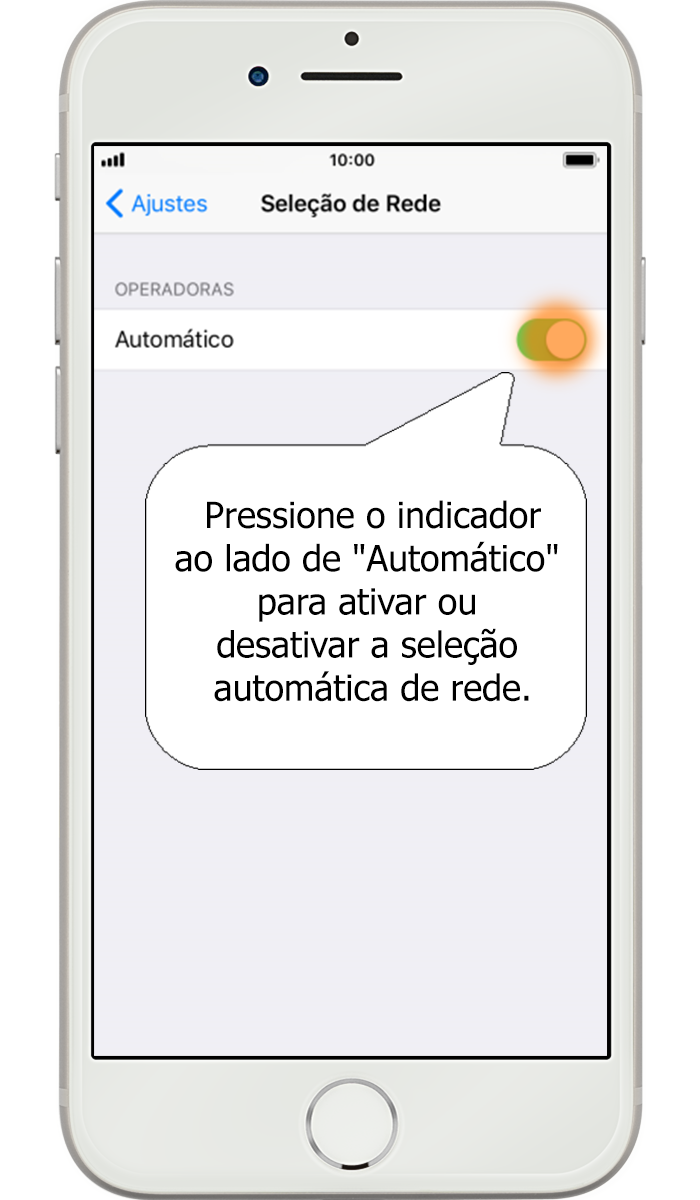 10:00
Ajustes
Seleção de Rede
OPERADORAS
Automático
Pressione o indicador
ao lado de "Automático"
para ativar ou
desativar a seleção
automática de rede.